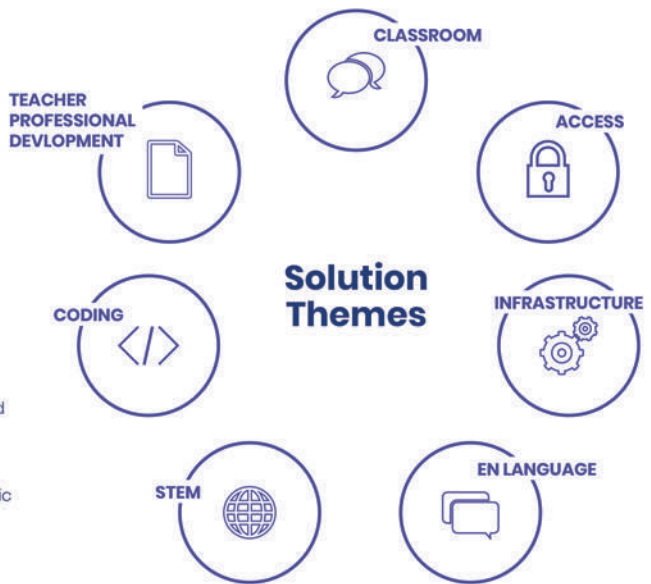 CLASSROOM
TEACHER
PROFESSIONAL
DEVLOPMENT
ACCESS
Solution
Themes
CODING
INFRASTRUCTURE
STEM
EN LANGUAGE